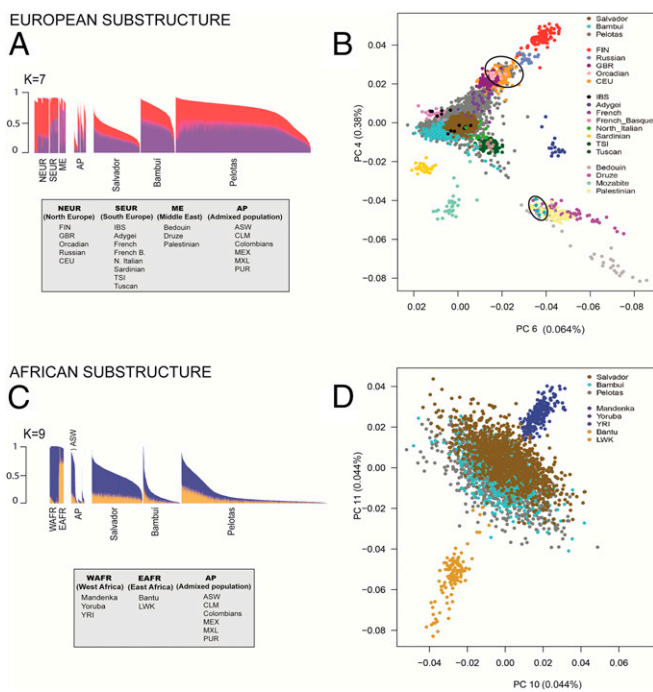 EUROPEAN SUBSTRUCTURE
A
K=7
1
0.5
0
NEUR
SEUR
ME
AP
Salvador
Bambuí
Pelotas
NEUR
(North Europe)
FIN
GBR
Orcadian
Russian
CEU
SEUR
(South Europe)
IBS
Adygei
French
French B.
N. Italian
Sardinian
TSI
Tuscan
ME
(Middle East)
Bedouin
Druze
Palestinian
AP
(Admixed population)
ASW
CLM
Colombians
MEX
MXL
PUR
B
PC 4 (0.38%)
0.04
0.02
0.00
−0.02
−0.04
−0.06
−0.08
0.02
0.00
−0.02
−0.04
−0.06
−0.08
PC 6 (0.064%)
Salvador
Bambuí
Pelotas
FIN
Russian
GBR
Orcadian
CEU
IBS
Adygei
French
French_Basque
North_Italian
Sardinian
TSI
Tuscan
Bedouin
Druze
Mozabite
Palestinian
AFRICAN SUBSTRUCTURE
C
K=9
) ASW
1
0.5
0
WAFR
EAFR
AP
Salvador
Bambuí
Pelotas
WAFR
(West Africa)
Mandenka
Yoruba
YRI
EAFR
(East Africa)
Bantu
LWK
AP
(Admixed population)
ASW
CLM
Colombians
MEX
MXL
PUR
D
PC 11 (0.044%)
0.04
0.02
0.00
−0.02
−0.04
−0.06
−0.08
−0.04
−0.02
0.00
0.02
0.04
0.06
PC 10 (0.044%)
Salvador
Bambuí
Pelotas
Mandenka
Yoruba
YRI
Bantu
LWK